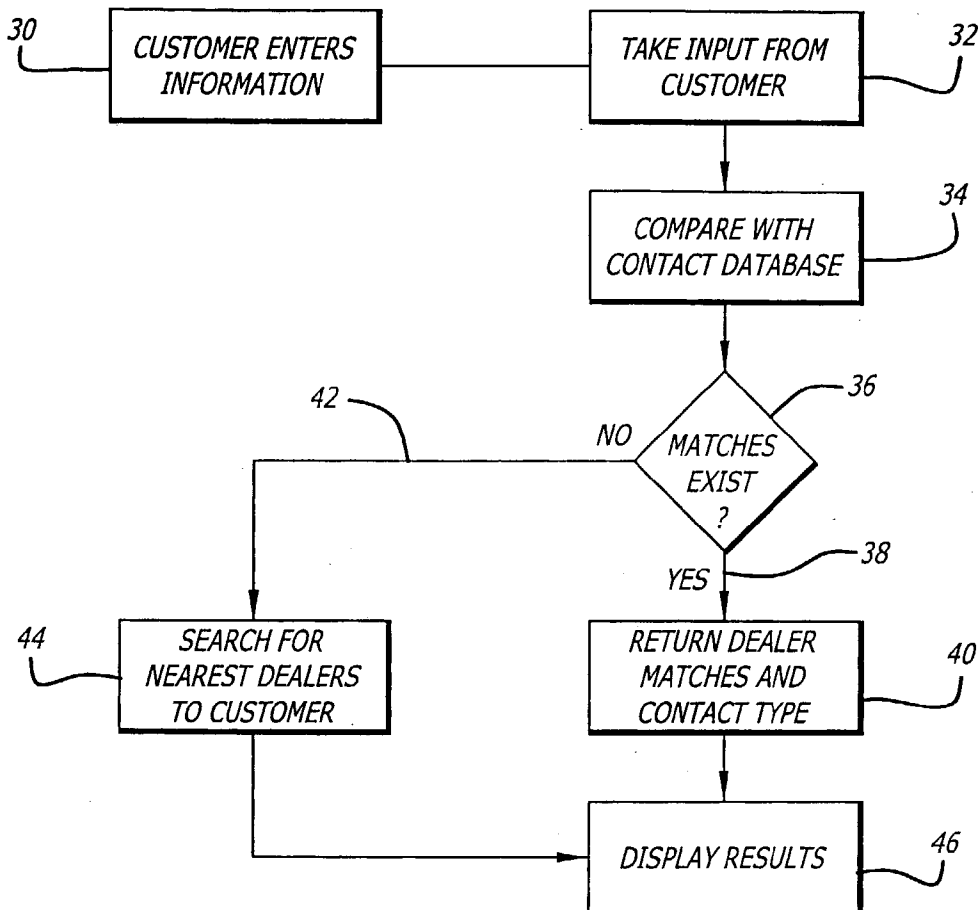 30
CUSTOMER ENTERS
INFORMATION
TAKE INPUT FROM
CUSTOMER
32
COMPARE WITH
CONTACT DATABASE
34
36
MATCHES
EXIST
?
42
NO
38
YES
44
SEARCH FOR
NEAREST DEALERS
TO CUSTOMER
RETURN DEALER
MATCHES AND
CONTACT TYPE
40
DISPLAY RESULTS
46